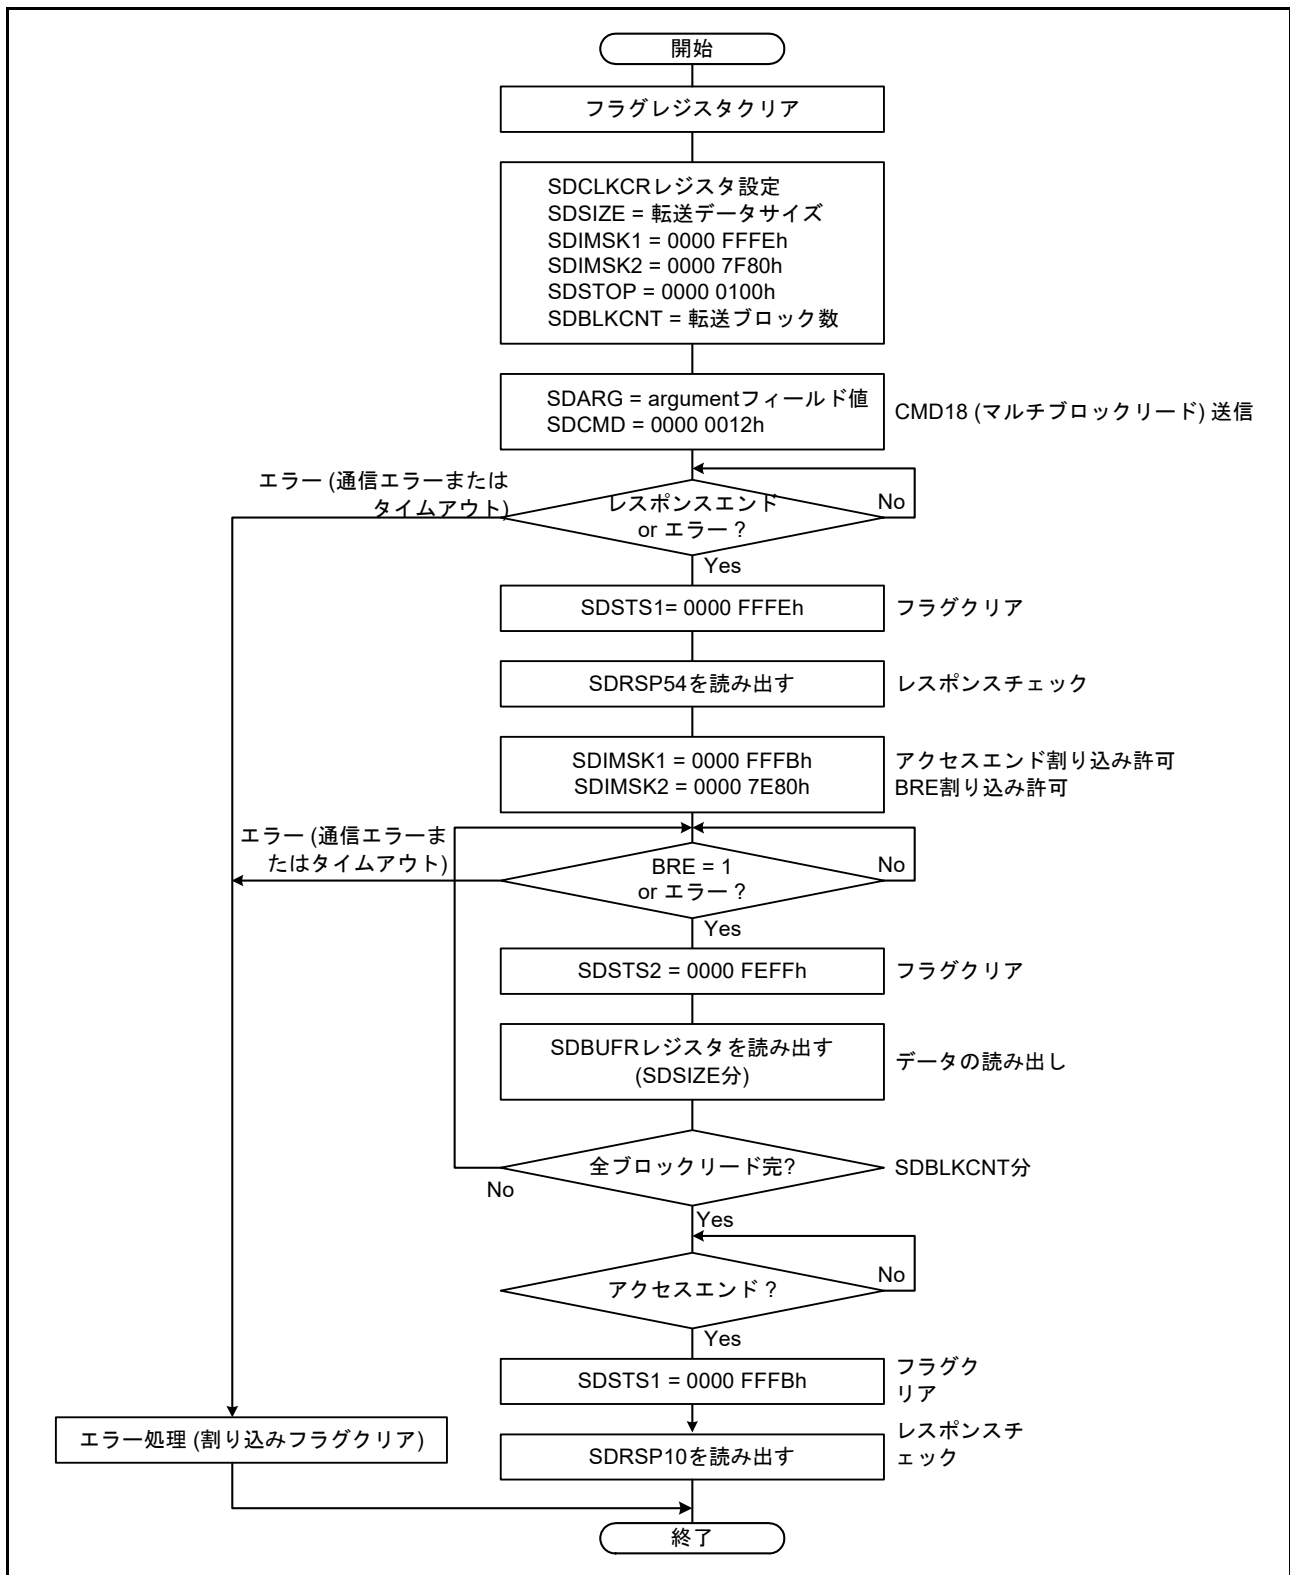 開始
フラグレジスタクリア
SDCLKCRレジスタ設定
SDSIZE = 転送データサイズ
SDIMSK1 = 0000 FFFEh
SDIMSK2 = 0000 7F80h
SDSTOP = 0000 0100h
SDBLKCNT = 転送ブロック数
SDARG = argumentフィールド値
SDCMD = 0000 0012h
CMD18 (マルチブロックリード) 送信
エラー (通信エラーまたは
タイムアウト)
レスポンスエンド
or エラー ?
No
Yes
SDSTS1= 0000 FFFEh
フラグクリア
SDRSP54を読み出す
レスポンスチェック
SDIMSK1 = 0000 FFFBh
SDIMSK2 = 0000 7E80h
アクセスエンド割り込み許可
BRE割り込み許可
エラー (通信エラーま
たはタイムアウト)
BRE = 1
or エラー ?
No
Yes
SDSTS2 = 0000 FEFFh
フラグクリア
SDBUFRレジスタを読み出す
(SDSIZE分)
データの読み出し
全ブロックリード完?
SDBLKCNT分
No
Yes
アクセスエンド ?
No
Yes
SDSTS1 = 0000 FFFBh
フラグク
リア
エラー処理 (割り込みフラグクリア)
SDRSP10を読み出す
レスポンスチ
ェック
終了